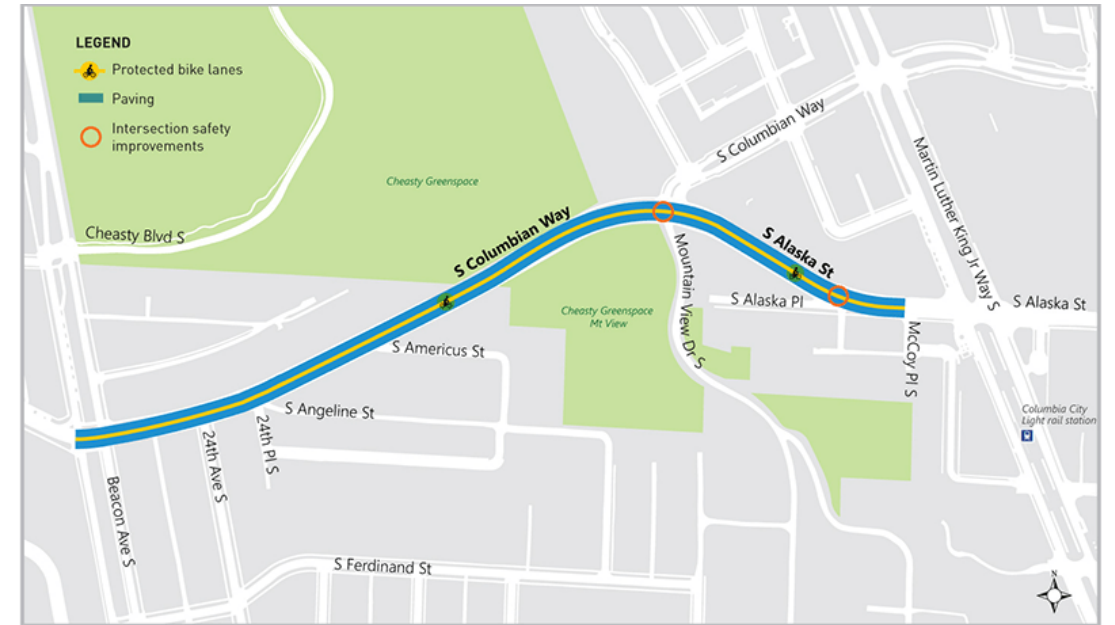 LEGEND
Protected bike lanes
Paving
Intersection safety
improvements
S Columbian Way
Martin Luther King Jr Way S
Cheasty Greenspace
Cheasty Blvd S
S Columbian Way
S Alaska St
Mountain View Dr S
S Alaska Pl
S Alaska St
Cheasty Greenspace
Mt View
McCoy Pl S
S Americus St
S Angeline St
Columbia City
Light rail station
24th Pl S
24th Ave S
Beacon Ave S
S Ferdinand St
N